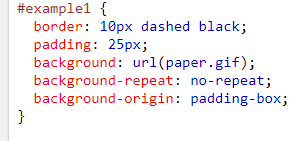 #example1 {
  border: 10px dashed black;
  padding: 25px;
  background: url(paper.gif);
  background-repeat: no-repeat;
  background-origin: padding-box;
}